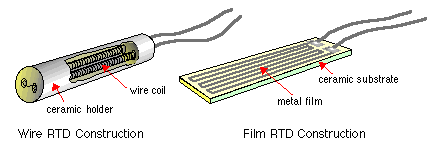 wire coil
ceramic holder
Wire RTD Construction
ceramic substrate
metal film
Film RTD Construction